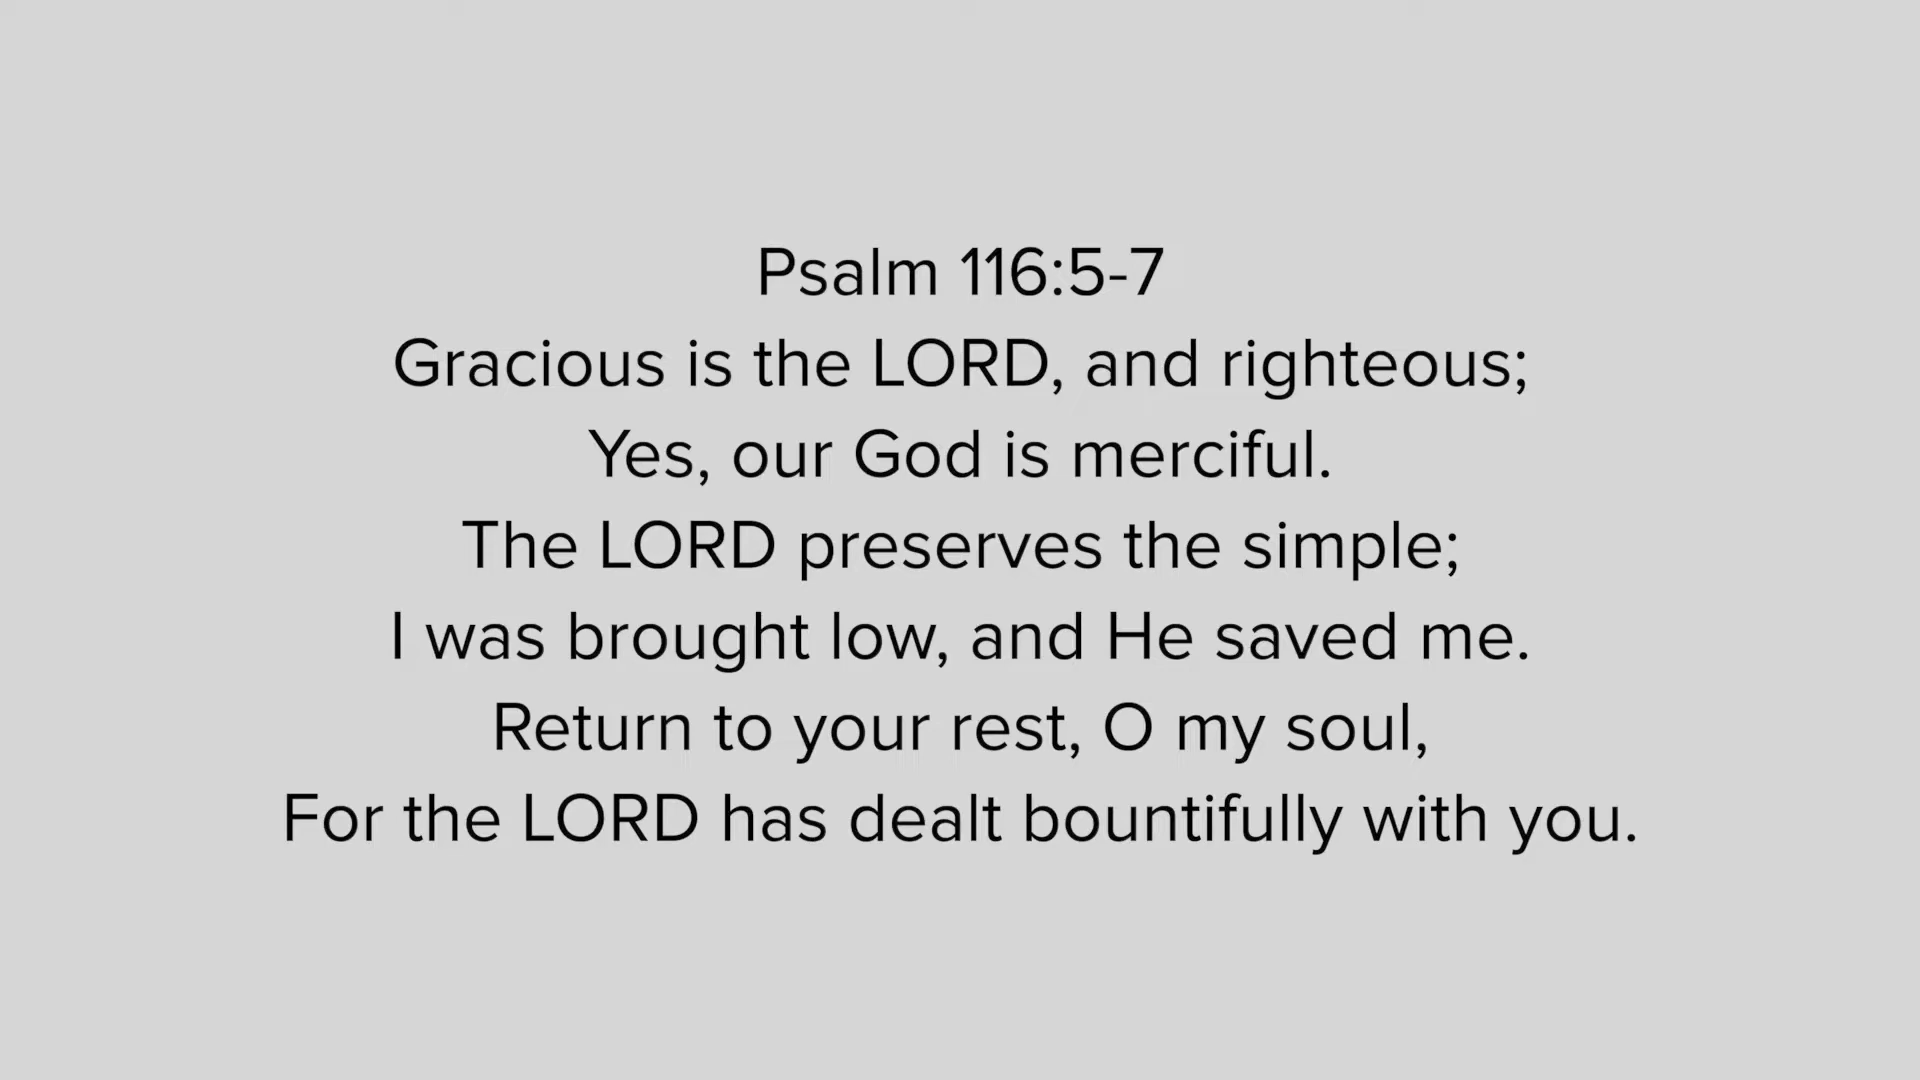 Psalm 116:5-7
Gracious is the LORD, and righteous;
Yes, our God is merciful.
The LORD preserves the simple;
I was brought low, and He saved me.
Return to your rest, O my soul,
For the LORD has dealt bountifully with you.